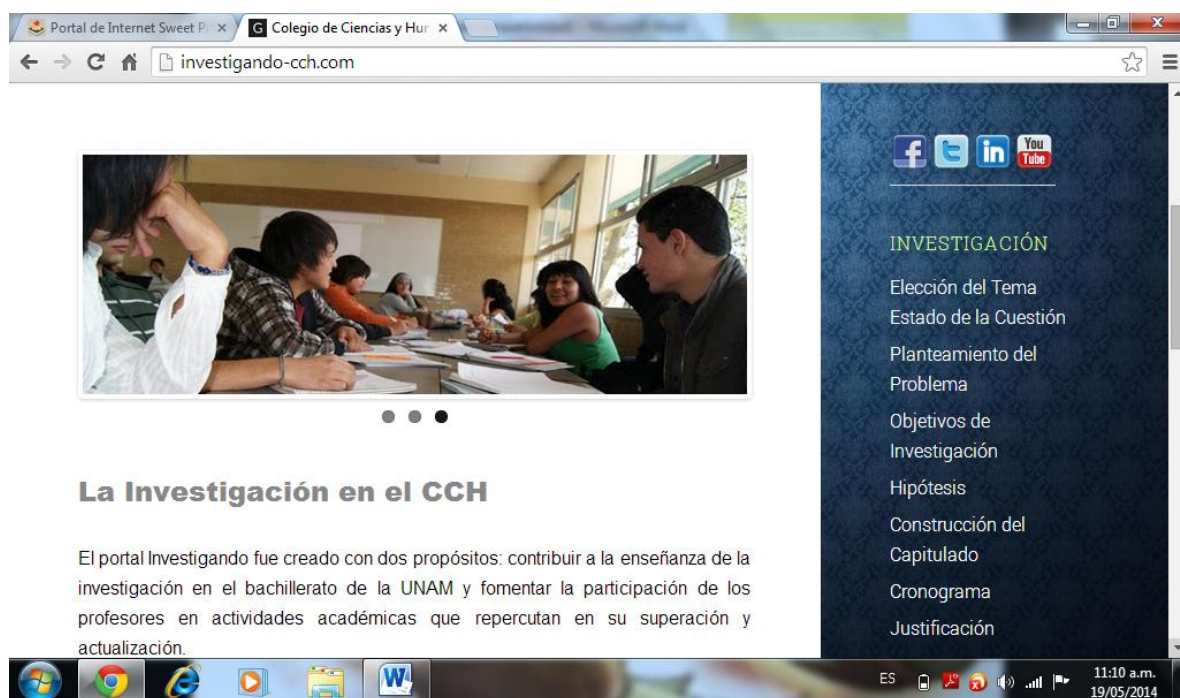 Portal de Internet Sweet P
Colegio de Ciencias y Hur
investigando-cch.com
You
Tube
INVESTIGACIÓN
Elección del Tema
Estado de la Cuestión
Planteamiento del
Problema
Objetivos de
Investigación
Hipótesis
Construcción del
Capitulado
Cronograma
Justificación
La Investigación en el CCH
El portal Investigando fue creado con dos propósitos: contribuir a la enseñanza de la
investigación en el bachillerato de la UNAM y fomentar la participación de los
profesores en actividades académicas que repercutan en su superación y
actualización.
ES
11:10 a.m.
19/05/2014